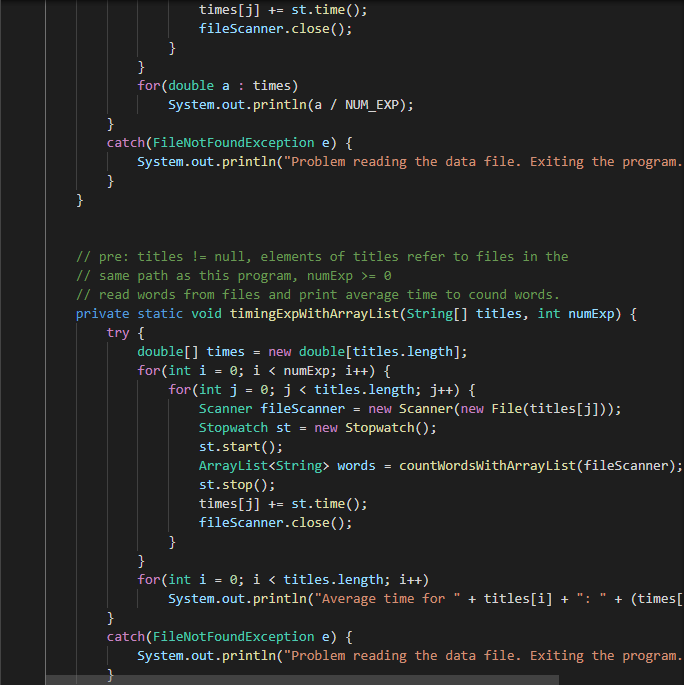 times[j] += st.time();
fileScanner.close();
}
}
for(double a : times)
System.out.println(a / NUM_EXP);
}
catch(FileNotFoundException e) {
System.out.println("Problem reading the data file. Exiting the program.
}
}
// pre: titles != null, elements of titles refer to files in the
// same path as this program, numExp >= 0
// read words from files and print average time to cound words.
private static void timingExpWithArrayList(String[] titles, int numExp) {
try {
double[] times = new double[titles.length];
for(int i = 0; i < numExp; i++) {
for(int j = 0; j < titles.length; j++) {
Scanner fileScanner = new Scanner(new File(titles[j]));
Stopwatch st = new Stopwatch();
st.start();
ArrayList<String> words = countWordsWithArrayList(fileScanner);
st.stop();
times[j] += st.time();
fileScanner.close();
}
}
for(int i = 0; i < titles.length; i++)
System.out.println("Average time for " + titles[i] + ": " + (times[
}
catch(FileNotFoundException e) {
System.out.println("Problem reading the data file. Exiting the program.
}